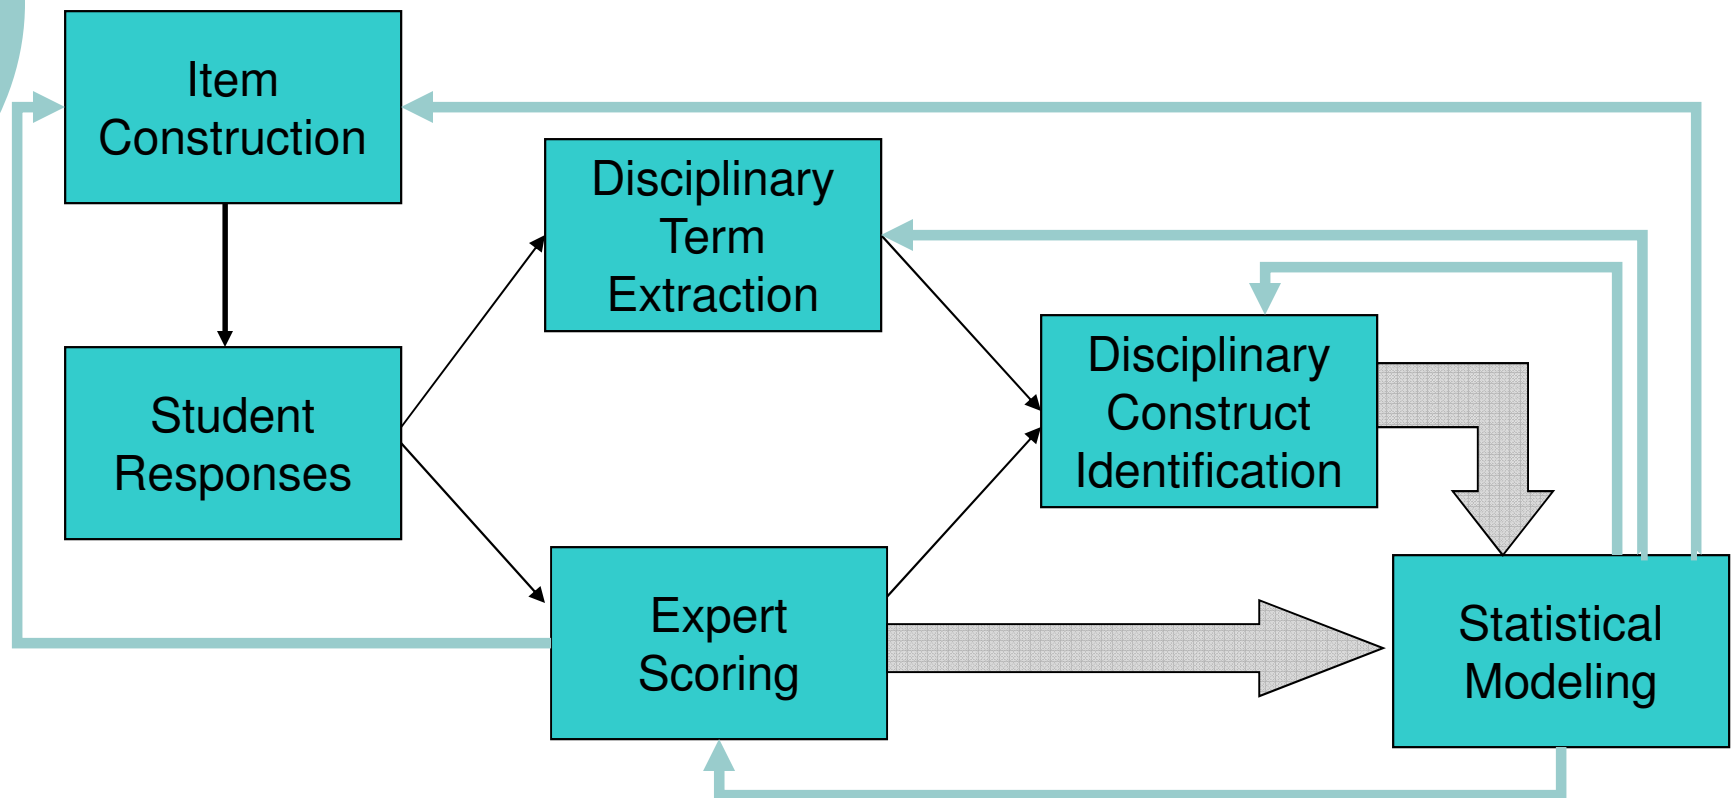 Item
Construction
Disciplinary
Term
Extraction
Disciplinary
Construct
Identification
Student
Responses
Expert
Scoring
Statistical
Modeling